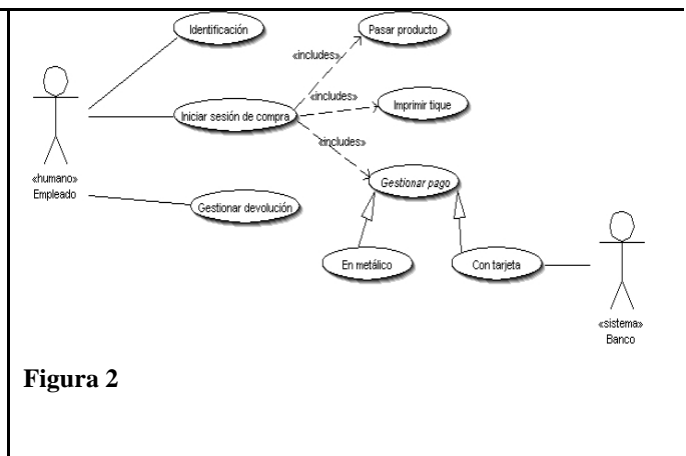 Identificación
Pasar producto
«includes»
«includes»
Imprimir tique
Iniciar sesión de compra
«includes»
«humano»
Empleado
Gestionar pago
Gestionar devolución
En metálico
Con tarjeta
«sistema»
Banco
Figura 2